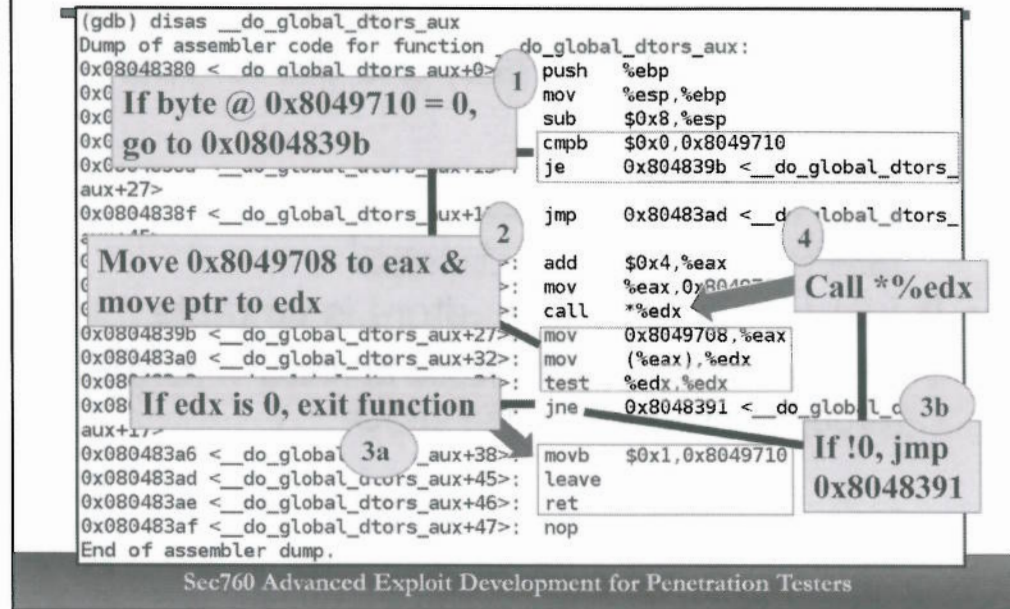 (gdb) disas __do_global_dtors_aux
Dump of assembler code for function __do_global_dtors_aux:
0x08048380 <__do_global_dtors_aux+0>: push %ebp
1
If byte @ 0x8049710 = 0,
go to 0x0804839b
mov %esp,%ebp
sub $0x8,%esp
cmpb $0x0,0x8049710
je 0x804839b <__do_global_dtors_
aux+27>
0x0804838f <__do_global_dtors_aux+1 jmp 0x80483ad <__do_global_dtors_
2
Move 0x8049708 to eax &
move ptr to edx
4
Call *%edx
>: add $0x4,%eax
>: mov %eax,
>: call *%edx
0x0804839b <__do_global_dtors_aux+27>: mov 0x8049708,%eax
0x080483a0 <__do_global_dtors_aux+32>: mov (%eax),%edx
>: test %edx,%edx
If edx is 0, exit function
>: jne 0x8048391 <__do_global_
aux+17>
3a
3b
If !0, jmp
0x8048391
0x080483a6 <__do_global_dtors_aux+38>: movb $0x1,0x8049710
0x080483ad <__do_global_dtors_aux+45>: leave
0x080483ae <__do_global_dtors_aux+46>: ret
0x080483af <__do_global_dtors_aux+47>: nop
End of assembler dump.
Sec760 Advanced Exploit Development for Penetration Testers